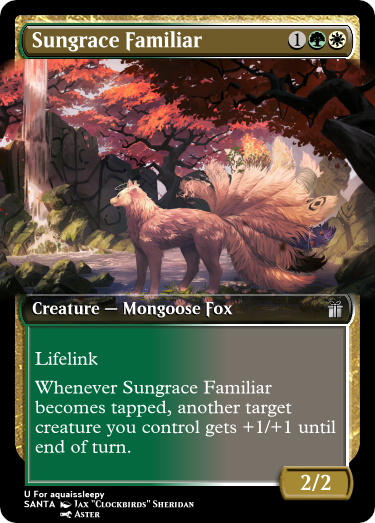 Sungrace Familiar 1
Creature — Mongoose Fox
Lifelink
Whenever Sungrace Familiar
becomes tapped, another target
creature you control gets +1/+1 until
end of turn.
2/2
U For aquaissleepy
SANTA Jax "Clockbirds" Sheridan
Aster